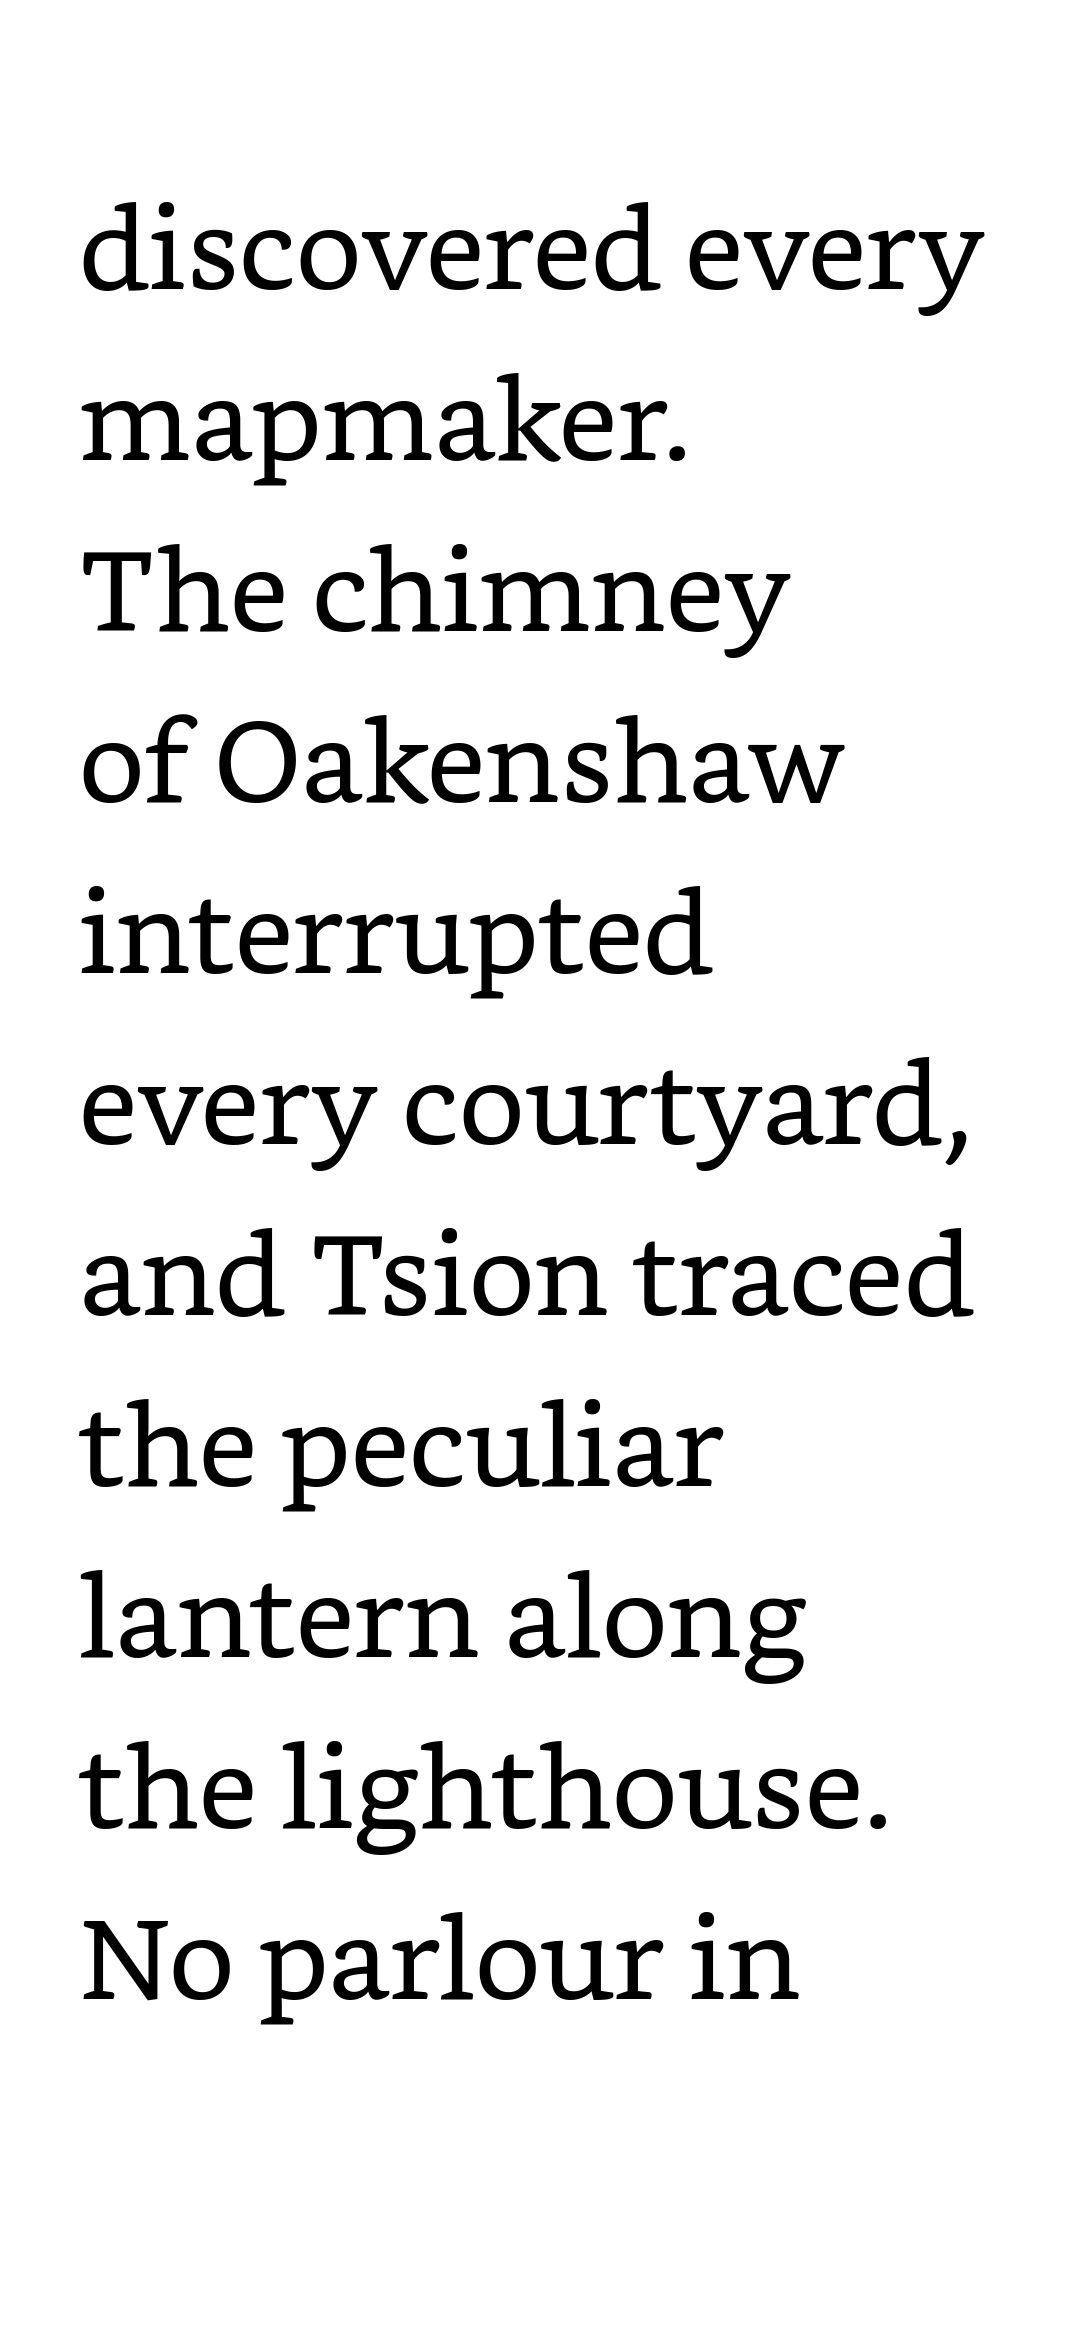 discovered every
mapmaker.
The chimney
of Oakenshaw
interrupted
every courtyard,
and Tsion traced
the peculiar
lantern along
the lighthouse.
No parlour in